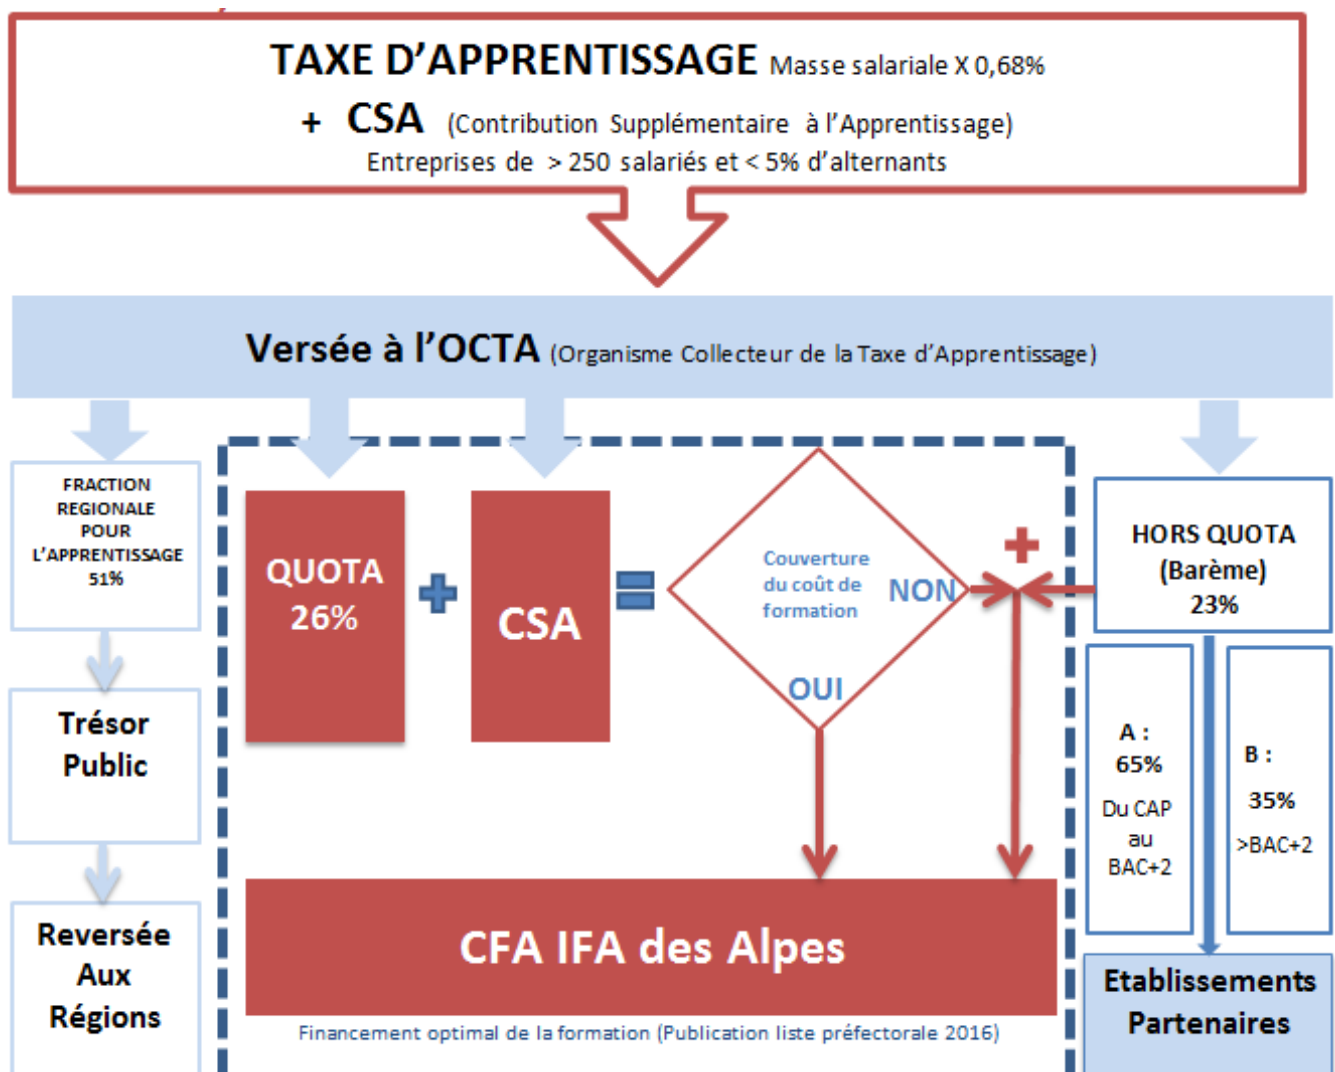 TAXE D'APPRENTISSAGE Masse salariale X 0,68%
+ CSA (Contribution Supplémentaire à l'Apprentissage)
Entreprises de > 250 salariés et < 5% d'alternants
Versée à l'OCTA (Organisme Collecteur de la Taxe d'Apprentissage)
FRACTION
REGIONALE
POUR
L'APPRENTISSAGE
51%
Trésor
Public
Reversée
Aux
Régions
QUOTA
26%
CSA
Couverture
du coût de
formation
NON
OUI
HORS QUOTA
(Barème)
23%
A :
65%
Du CAP
au
BAC+2
B :
35%
>BAC+2
CFA IFA des Alpes
Financement optimal de la formation (Publication liste préfectorale 2016)
Etablissements
Partenaires